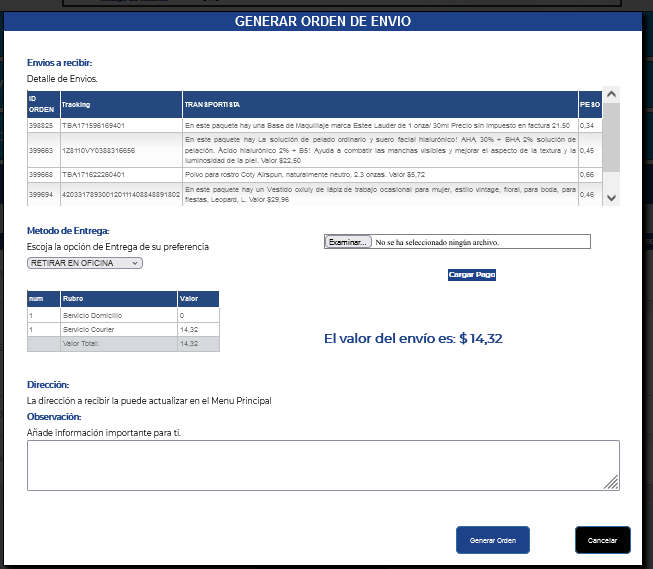 GENERAR ORDEN DE ENVIO
Envios a recibir:
Detalle de Envios.
ID ORDEN Tracking TRANSPORTISTA PESO
398825 TBA171596169401 En este paquete hay una Base de Maquillaje marca Estee Lauder de 1 onza/ 30ml Precio sin impuesto en factura 21.50 0,34
En este paquete hay La solución de pelado ordinario y suero facial hialurónico! AHA 30% + BHA 2% solución de
399663 1Z8110VY0388316656 pelación. Ácido hialurónico 2% + B5! Ayuda a combatir las manchas visibles y mejorar el aspecto de la textura y la 0,45
luminosidad de la piel. Valor $22,50
399668 TBA171622260401 Polvo para rostro Coty Airspun, naturalmente neutro, 2.3 onzas. Valor $5,72 0,66
399694 420331789300120111408848891802 En este paquete hay un Vestido oxiuly de lápiz de trabajo ocasional para mujer, estilo vintage, floral, para boda, para 0,46
fiestas, Leopard, L. Valor $29,96
Metodo de Entrega:
Escoja la opción de Entrega de su preferencia
RETIRAR EN OFICINA
Examinar... No se ha seleccionado ningún archivo.
Cargar Pago
num Rubro Valor
1 Servicio Domicilio 0
1 Servicio Courier 14,32
Valor Total: 14,32
El valor del envío es: $ 14,32
Dirección:
La dirección a recibir la puede actualizar en el Menu Principal
Observación:
Añade información importante para ti.
Generar Orden
Cancelar